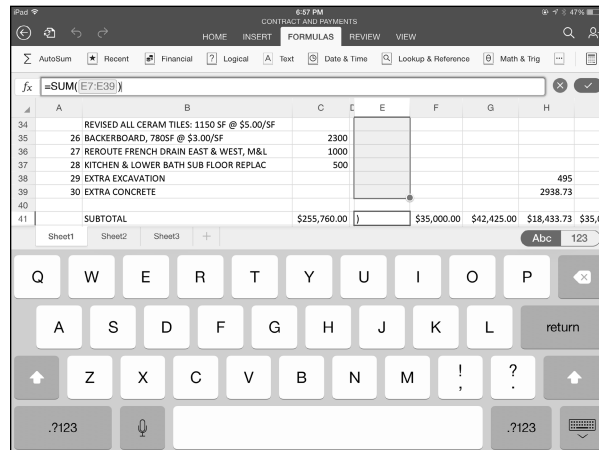 iPad 6:57 PM 47%
CONTRACT AND PAYMENTS
HOME INSERT FORMULAS REVIEW VIEW
Σ AutoSum Recent Financial ? Logical A Text Date & Time Lookup & Reference θ Math & Trig ...
fx =SUM( E7:E39 )
A B C D E F G H
34 REVISED ALL CERAM TILES: 1150 SF @ $5.00/SF
35 26 BACKERBOARD, 780SF @ $3.00/SF 2300
36 27 REROUTE FRENCH DRAIN EAST & WEST, M&L 1000
37 28 KITCHEN & LOWER BATH SUB FLOOR REPLAC 500
38 29 EXTRA EXCAVATION 495
39 30 EXTRA CONCRETE 2938.73
40
41 SUBTOTAL $255,760.00 ) $35,000.00 $42,425.00 $18,433.73 $35,
Sheet1 Sheet2 Sheet3 + Abc 123
Q W E R T Y U I O P
A S D F G H J K L return
Z X C V B N M ! , ? .
.?123 .?123